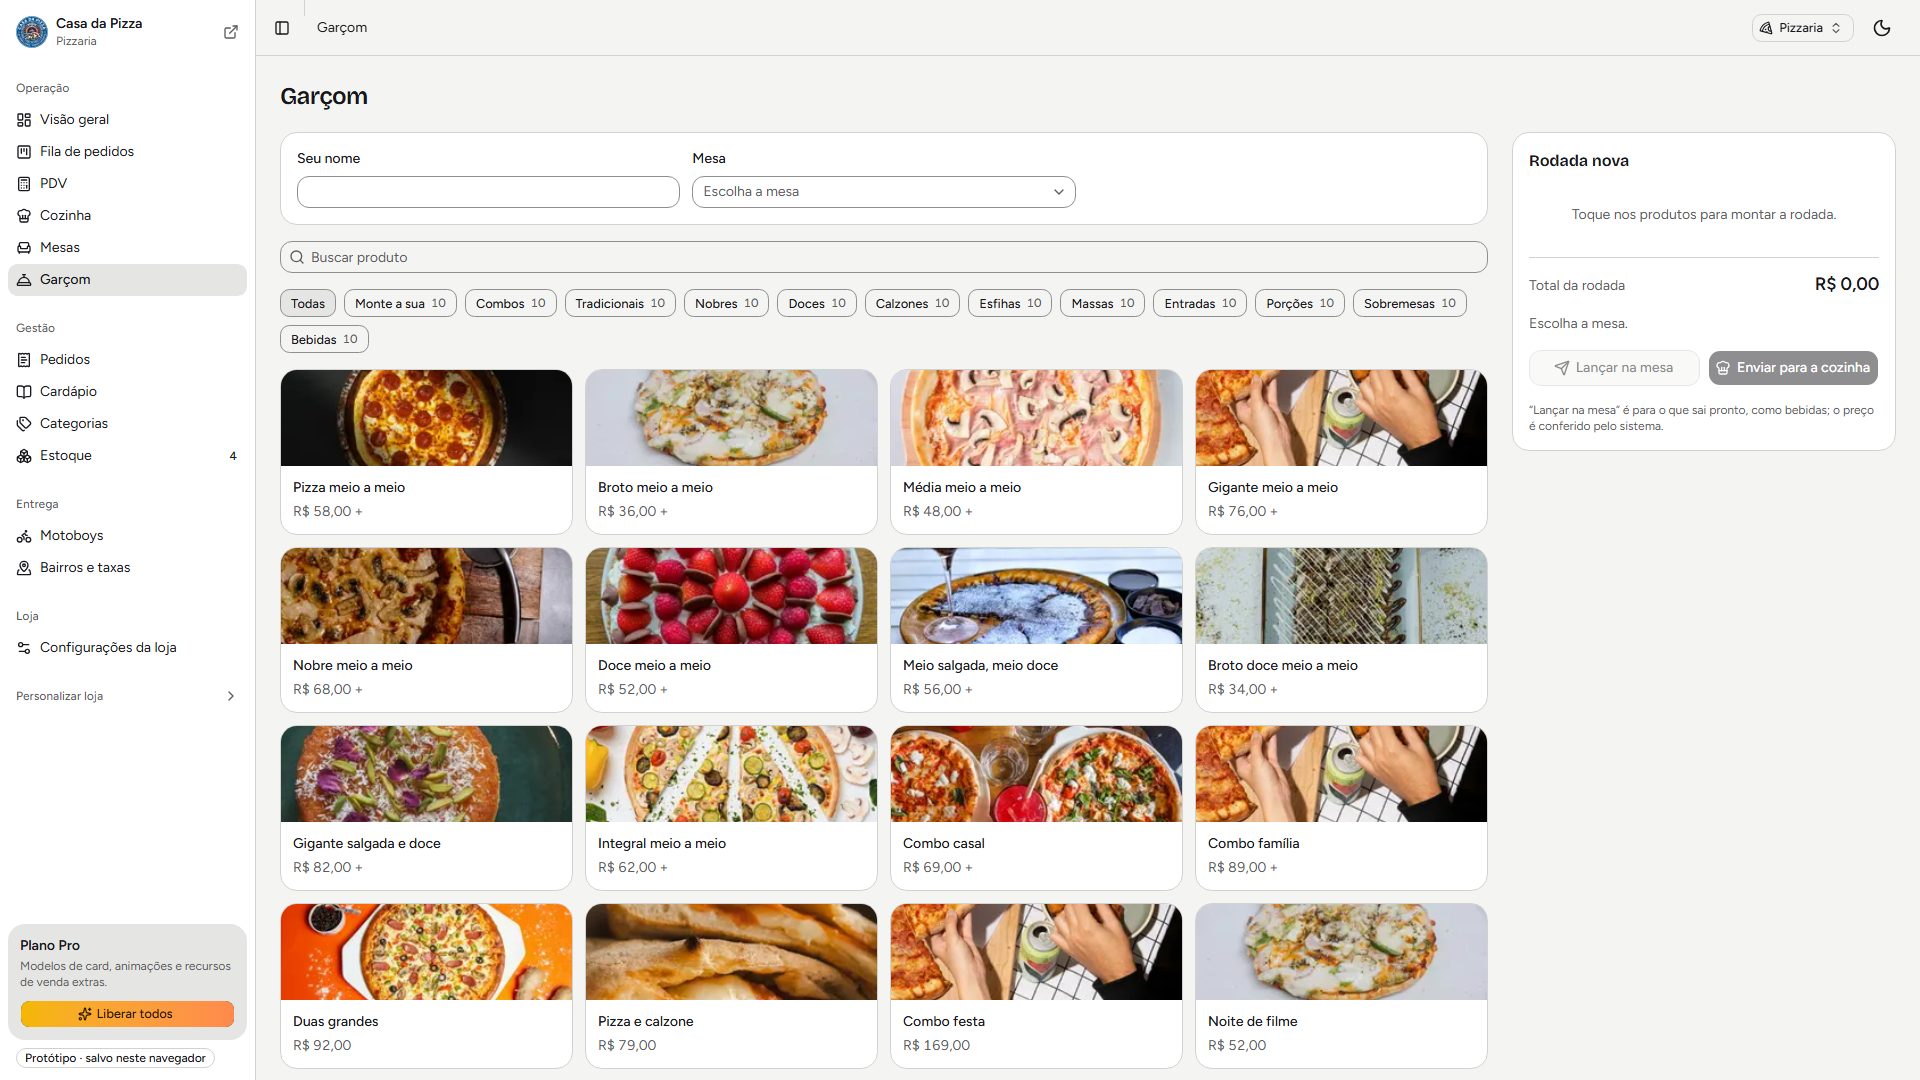 Casa da Pizza
Pizzaria
Operação
Visão geral
Fila de pedidos
PDV
Cozinha
Mesas
Garçom
Gestão
Pedidos
Cardápio
Categorias
Estoque 4
Entrega
Motoboys
Bairros e taxas
Loja
Configurações da loja
Personalizar loja
Plano Pro
Modelos de card, animações e recursos
de venda extras.
Liberar todos
Protótipo · salvo neste navegador
Garçom
Pizzaria
Garçom
Seu nome
Mesa
Escolha a mesa
Buscar produto
Todas Monte a sua 10 Combos 10 Tradicionais 10 Nobres 10 Doces 10 Calzones 10 Esfihas 10 Massas 10 Entradas 10 Porções 10 Sobremesas 10
Bebidas 10
Pizza meio a meio
R$ 58,00 +
Broto meio a meio
R$ 36,00 +
Média meio a meio
R$ 48,00 +
Gigante meio a meio
R$ 76,00 +
Nobre meio a meio
R$ 68,00 +
Doce meio a meio
R$ 52,00 +
Meio salgada, meio doce
R$ 56,00 +
Broto doce meio a meio
R$ 34,00 +
Gigante salgada e doce
R$ 82,00 +
Integral meio a meio
R$ 62,00 +
Combo casal
R$ 69,00 +
Combo família
R$ 89,00 +
Duas grandes
R$ 92,00
Pizza e calzone
R$ 79,00
Combo festa
R$ 169,00
Noite de filme
R$ 52,00
Rodada nova
Toque nos produtos para montar a rodada.
Total da rodada R$ 0,00
Escolha a mesa.
Lançar na mesa
Enviar para a cozinha
“Lançar na mesa” é para o que sai pronto, como bebidas; o preço
é conferido pelo sistema.